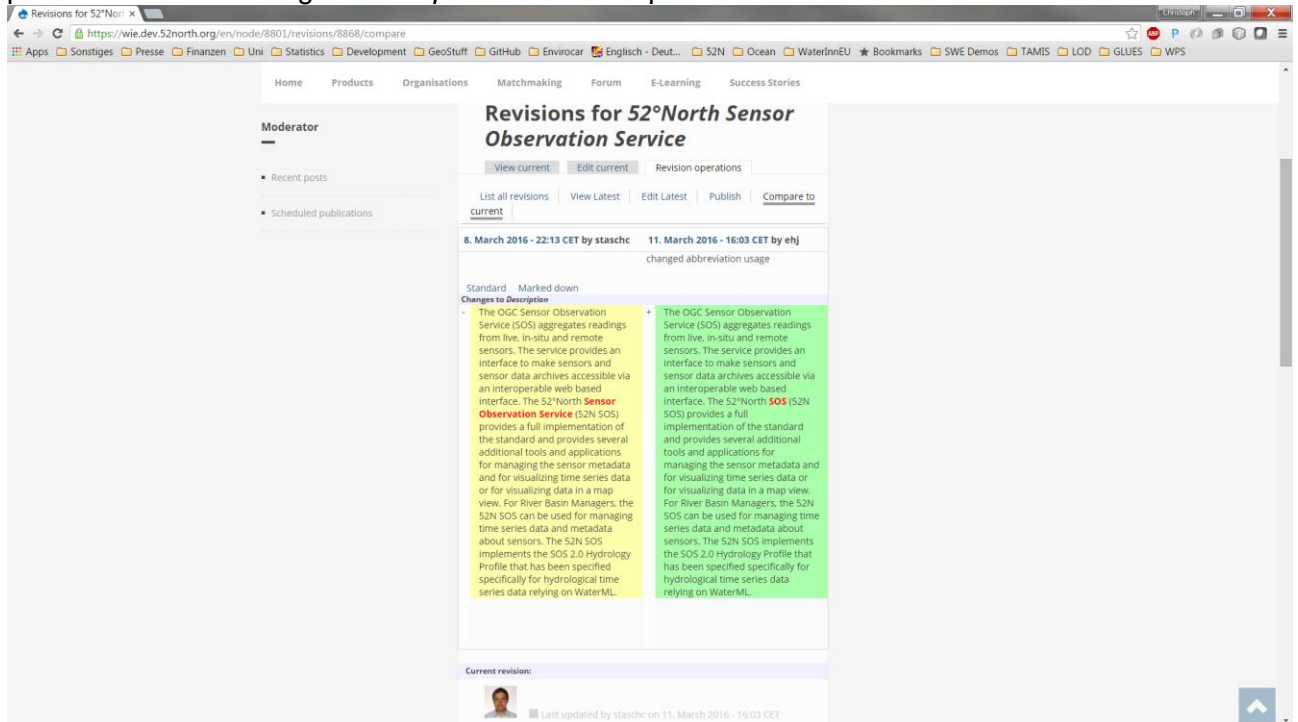 Revisions for 52°Nor
Christoph
https://wie.dev.52north.org/en/node/8801/revisions/8868/compare
Apps Sonstiges Presse Finanzen Uni Statistics Development GeoStuff GitHub Envirocar Englisch - Deut... 52N Ocean WaterInnEU Bookmarks SWE Demos TAMIS LOD GLUES WPS
Home Products Organisations Matchmaking Forum E-Learning Success Stories
Moderator
Recent posts
Scheduled publications
Revisions for 52°North Sensor
Observation Service
View current Edit current Revision operations
List all revisions View Latest Edit Latest Publish Compare to
current
8. March 2016 - 22:13 CET by staschc 11. March 2016 - 16:03 CET by ehj
changed abbreviation usage
Standard Marked down
Changes to Description
- The OGC Sensor Observation
Service (SOS) aggregates readings
from live, in-situ and remote
sensors. The service provides an
interface to make sensors and
sensor data archives accessible via
an interoperable web based
interface. The 52°North Sensor
Observation Service (52N SOS)
provides a full implementation of
the standard and provides several
additional tools and applications
for managing the sensor metadata
and for visualizing time series data
or for visualizing data in a map
view. For River Basin Managers, the
52N SOS can be used for managing
time series data and metadata
about sensors. The 52N SOS
implements the SOS 2.0 Hydrology
Profile that has been specified
specifically for hydrological time
series data relying on WaterML.
+ The OGC Sensor Observation
Service (SOS) aggregates readings
from live, in-situ and remote
sensors. The service provides an
interface to make sensors and
sensor data archives accessible via
an interoperable web based
interface. The 52°North SOS (52N
SOS) provides a full
implementation of the standard
and provides several additional
tools and applications for
managing the sensor metadata and
for visualizing time series data or
for visualizing data in a map view.
For River Basin Managers, the 52N
SOS can be used for managing time
series data and metadata about
sensors. The 52N SOS implements
the SOS 2.0 Hydrology Profile that
has been specified specifically for
hydrological time series data
relying on WaterML.
Current revision:
Last updated by staschc on 11. March 2016 - 16:03 CET